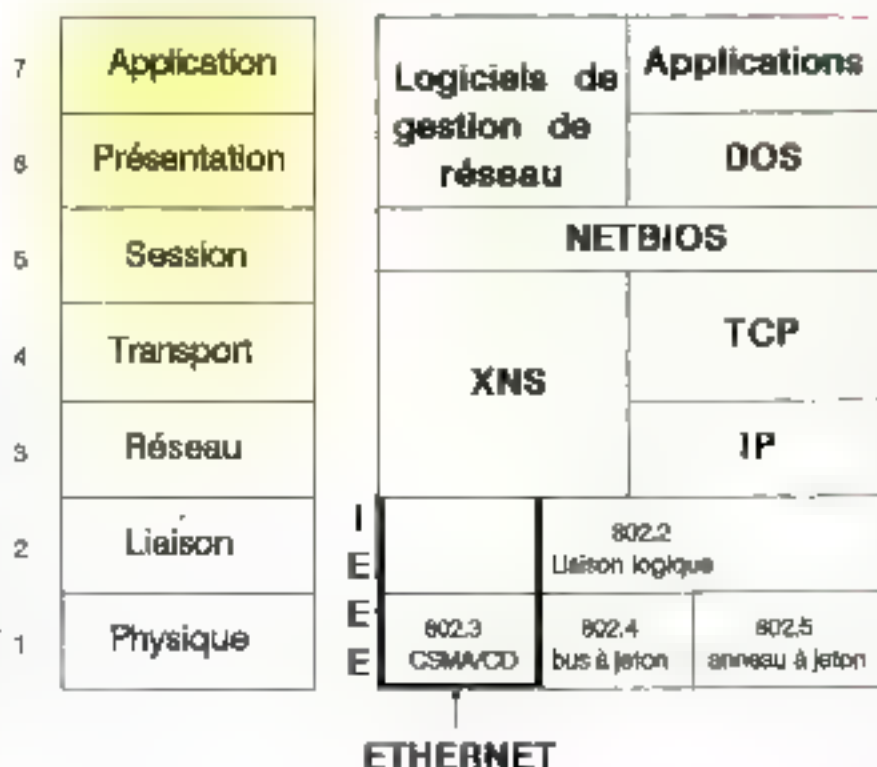 7 Application
6 Présentation
5 Session
4 Transport
3 Réseau
2 Liaison
1 Physique
Logiciels de
gestion de
réseau
Applications
DOS
NETBIOS
XNS
TCP
IP
I
E
E
E
802.2
Liaison logique
802.3
CSMA/CD
802.4
bus à jeton
802.5
anneau à jeton
ETHERNET